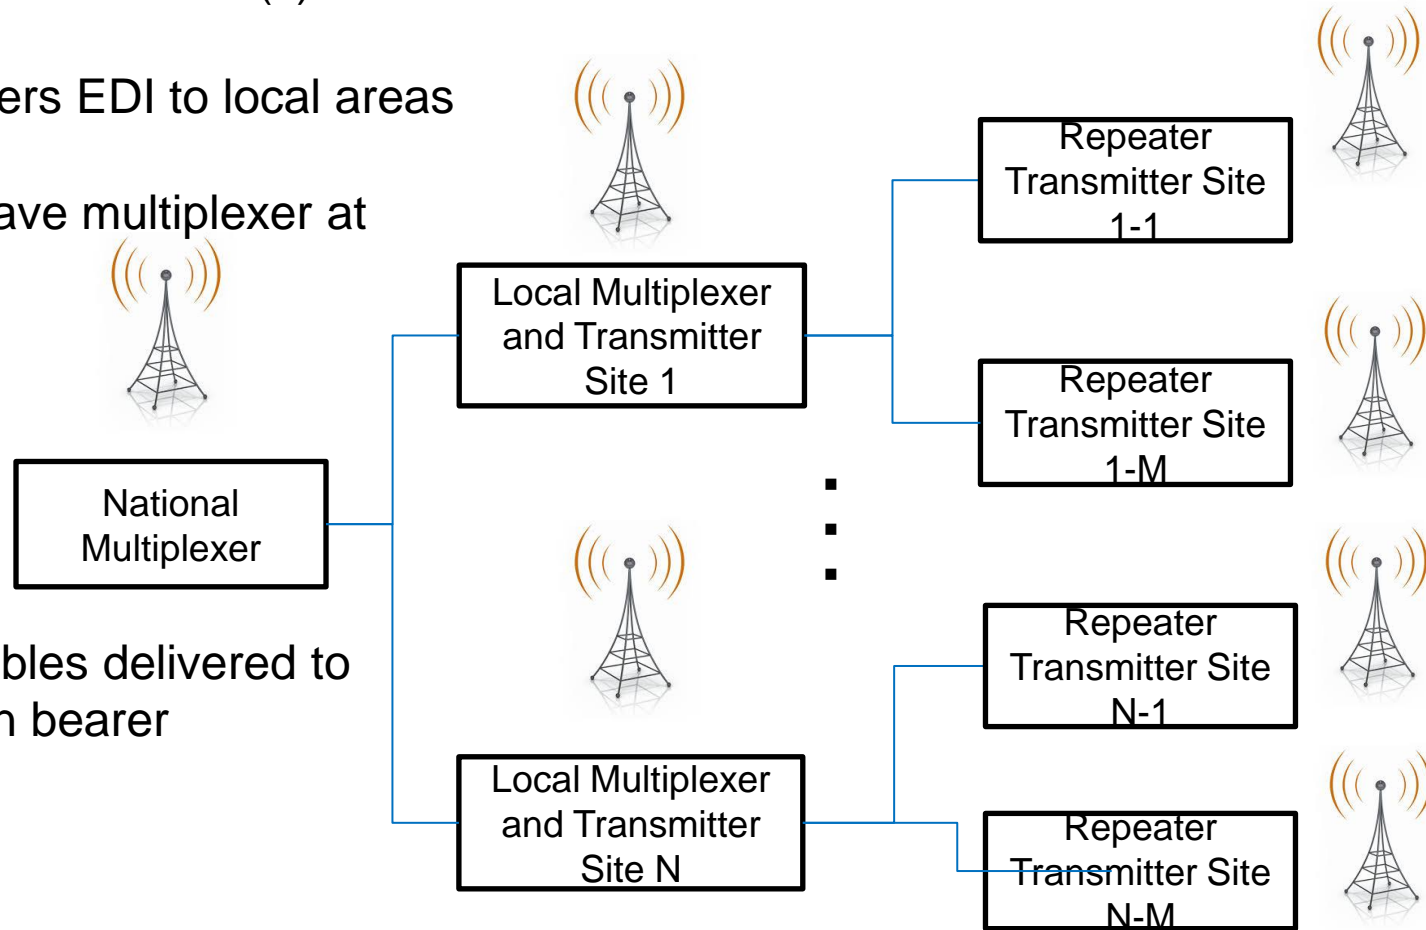 ers EDI to local areas
ave multiplexer at
Repeater
Transmitter Site
1-1
Local Multiplexer
and Transmitter
Site 1
Repeater
Transmitter Site
1-M
National
Multiplexer
bles delivered to
n bearer
Repeater
Transmitter Site
N-1
Local Multiplexer
and Transmitter
Site N
Repeater
Transmitter Site
N-M